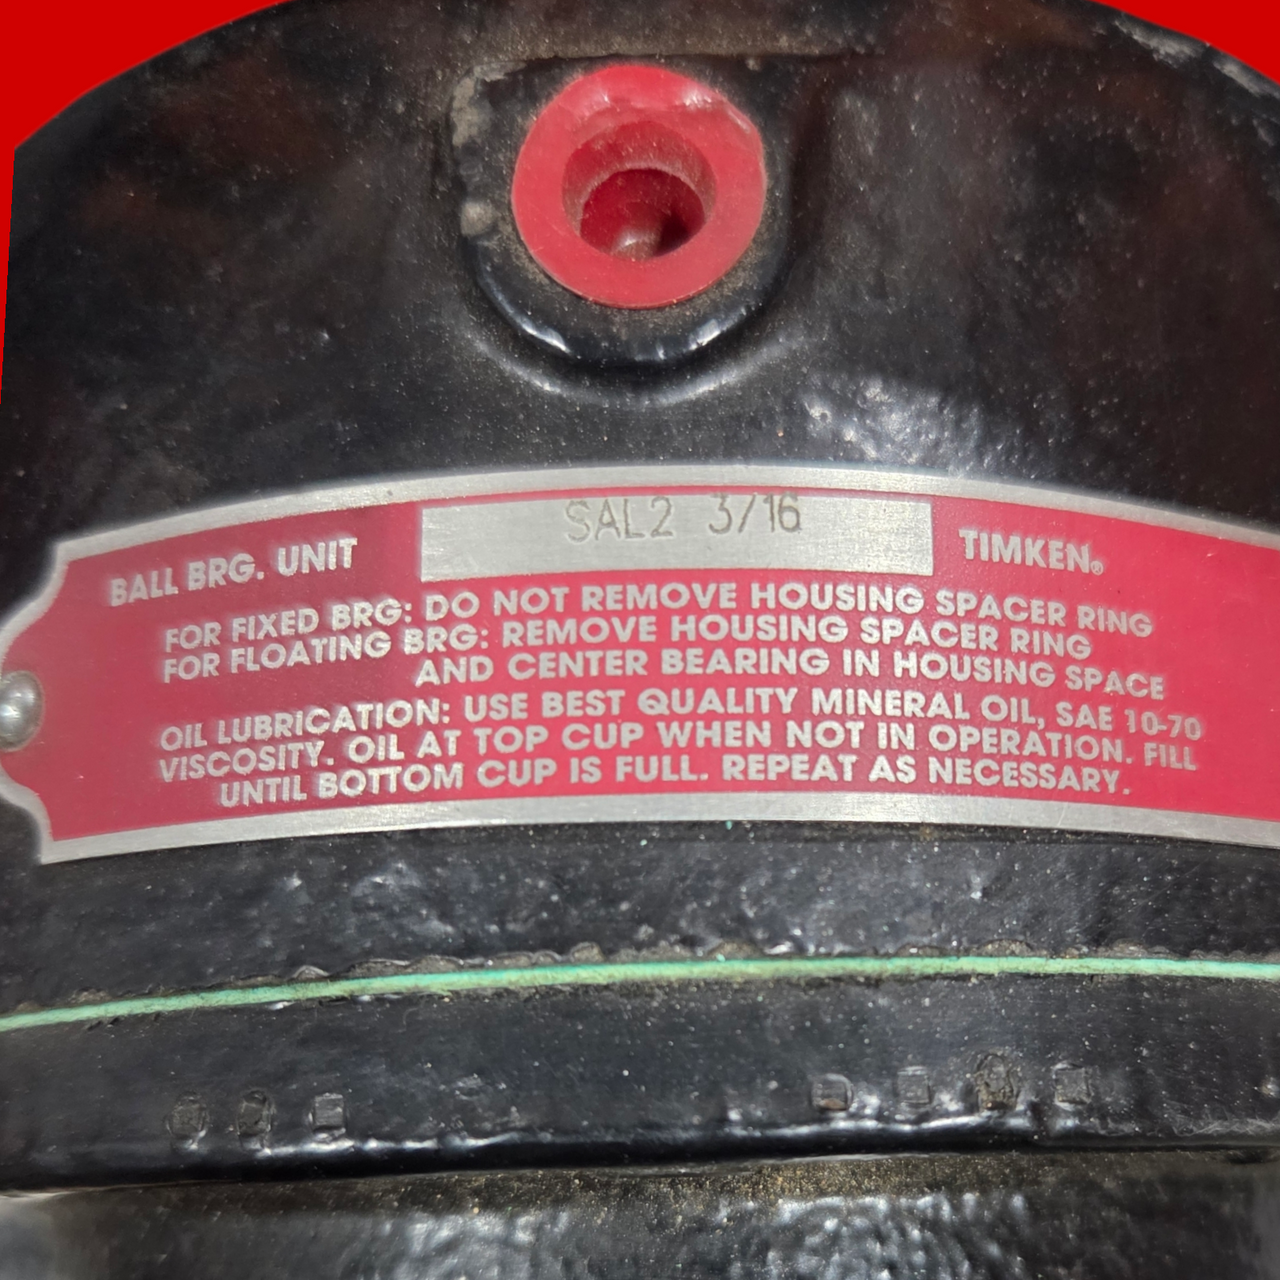 SAL2 3/16
BALL BRG. UNIT
TIMKEN®
FOR FIXED BRG: DO NOT REMOVE HOUSING SPACER RING
FOR FLOATING BRG: REMOVE HOUSING SPACER RING
AND CENTER BEARING IN HOUSING SPACE
OIL LUBRICATION: USE BEST QUALITY MINERAL OIL, SAE 10-70
VISCOSITY. OIL AT TOP CUP WHEN NOT IN OPERATION. FILL
UNTIL BOTTOM CUP IS FULL. REPEAT AS NECESSARY.